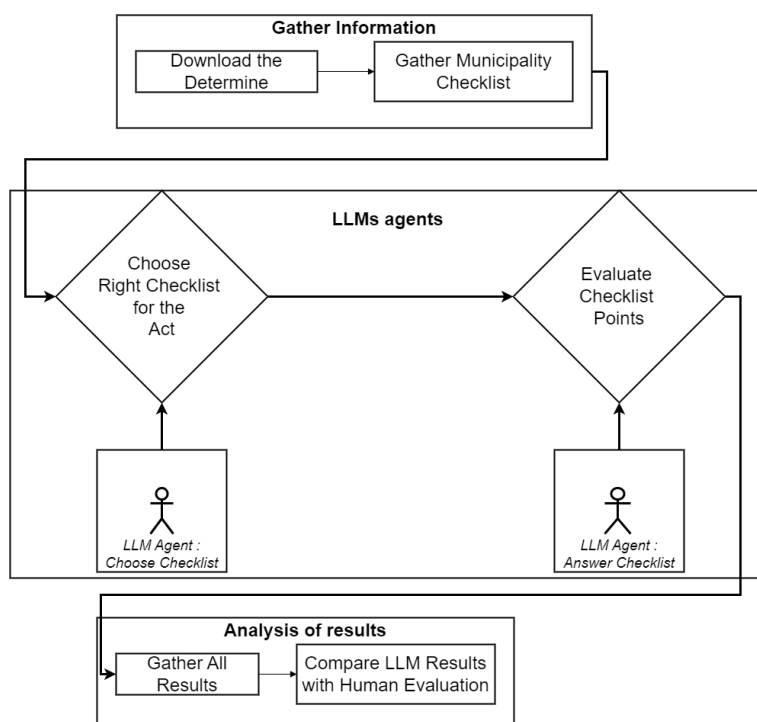 Gather Information
Download the
Determine
Gather Municipality
Checklist
LLMs agents
Choose
Right Checklist
for the
Act
Evaluate
Checklist
Points
LLM Agent :
Choose Checklist
LLM Agent :
Answer Checklist
Analysis of results
Gather All
Results
Compare LLM Results
with Human Evaluation